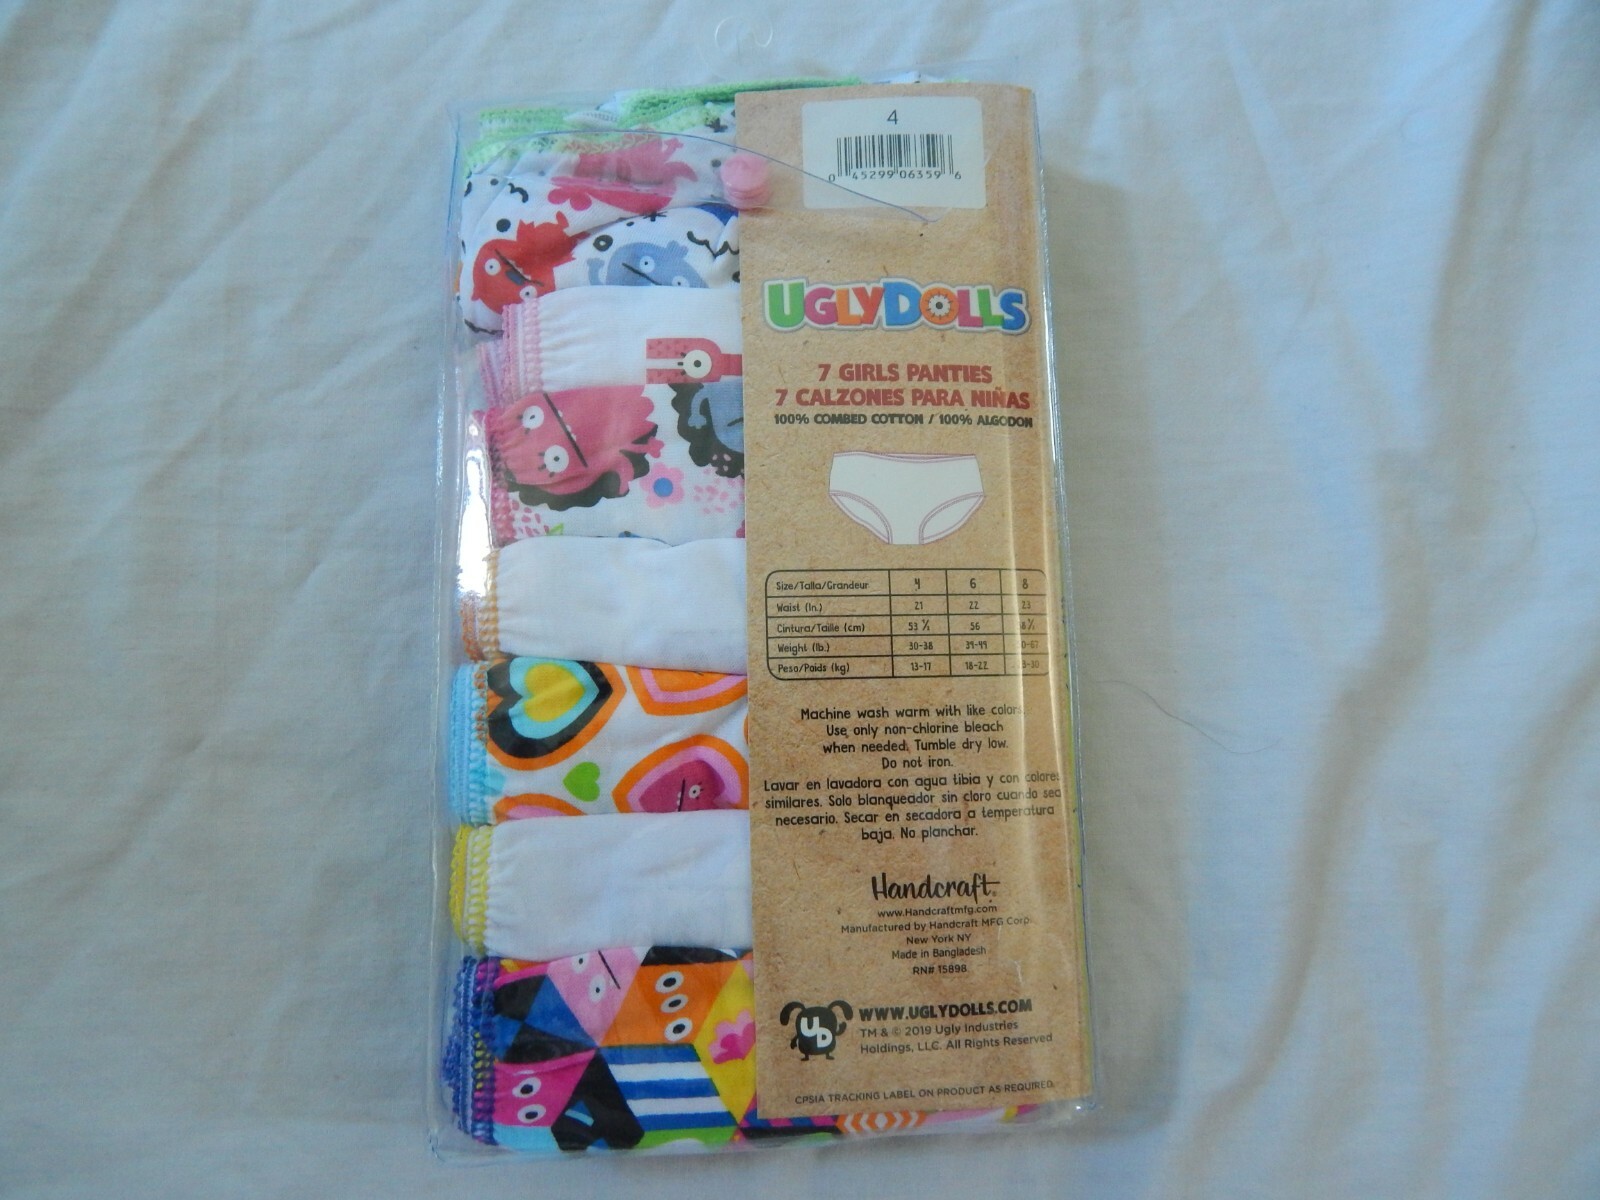 4
0 45299 06359 6
UGLYDOLLS
7 GIRLS PANTIES
7 CALZONES PARA NIÑAS
100% COMBED COTTON / 100% ALGODON
Size/Talla/Grandeur 4 6 8
Waist (In.) 21 22 23
Cintura/Taille (cm) 53 ½ 56 58 ½
Weight (lb.) 30-38 39-49
Peso/Poids (kg) 13-17 18-22 23-30
Machine wash warm with like colors.
Use only non-chlorine bleach
when needed. Tumble dry low.
Do not iron.
Lavar en lavadora con agua tibia y con colores
similares. Solo blanqueador sin cloro cuando sea
necesario. Secar en secadora a temperatura
baja. No planchar.
Handcraft®
www.Handcraftmfg.com
Manufactured by Handcraft MFG Corp.
New York NY
Made in Bangladesh
RN# 15898
UD
WWW.UGLYDOLLS.COM
TM & © 2019 Ugly Industries
Holdings, LLC. All Rights Reserved
CPSIA TRACKING LABEL ON PRODUCT AS REQUIRED.